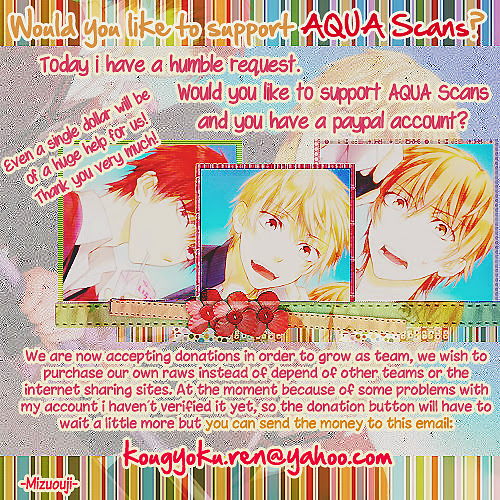 Would you like to support AQUA Scans?
Today i have a humble request.
Would you like to support AQUA Scans
and you have a paypal account?
Even a single dollar will be
of a huge help for us!
Thank you very much!
We are now accepting donations in order to grow as team, we wish to
purchase our own raws instead of depend of other teams or the
internet sharing sites. At the moment because of some problems with
my account i haven't verified it yet, so the donation button will have to
wait a little more but you can send the money to this email:
kougyoku.ren@yahoo.com
-Mizuouji-